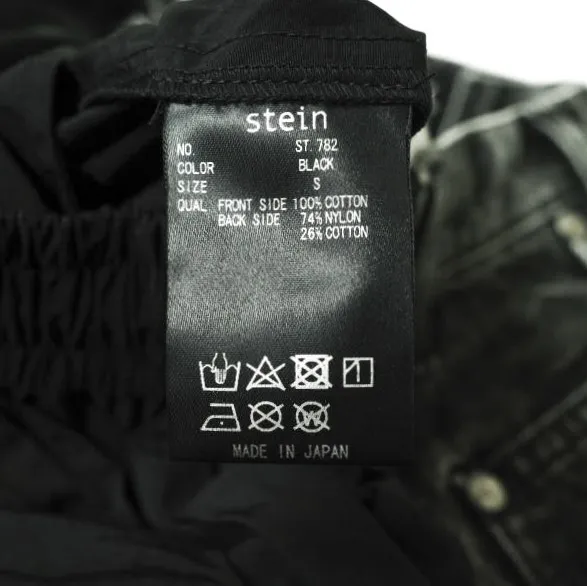 stein
NO. ST.782
COLOR BLACK
SIZE S
QUAL FRONT SIDE 100% COTTON
BACK SIDE 74% NYLON
26% COTTON
W
MADE IN JAPAN